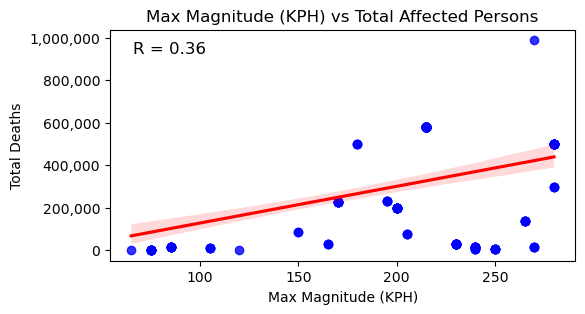 Max Magnitude (KPH) vs Total Affected Persons
R = 0.36
Total Deaths
1,000,000
800,000
600,000
400,000
200,000
0
100
150
200
250
Max Magnitude (KPH)